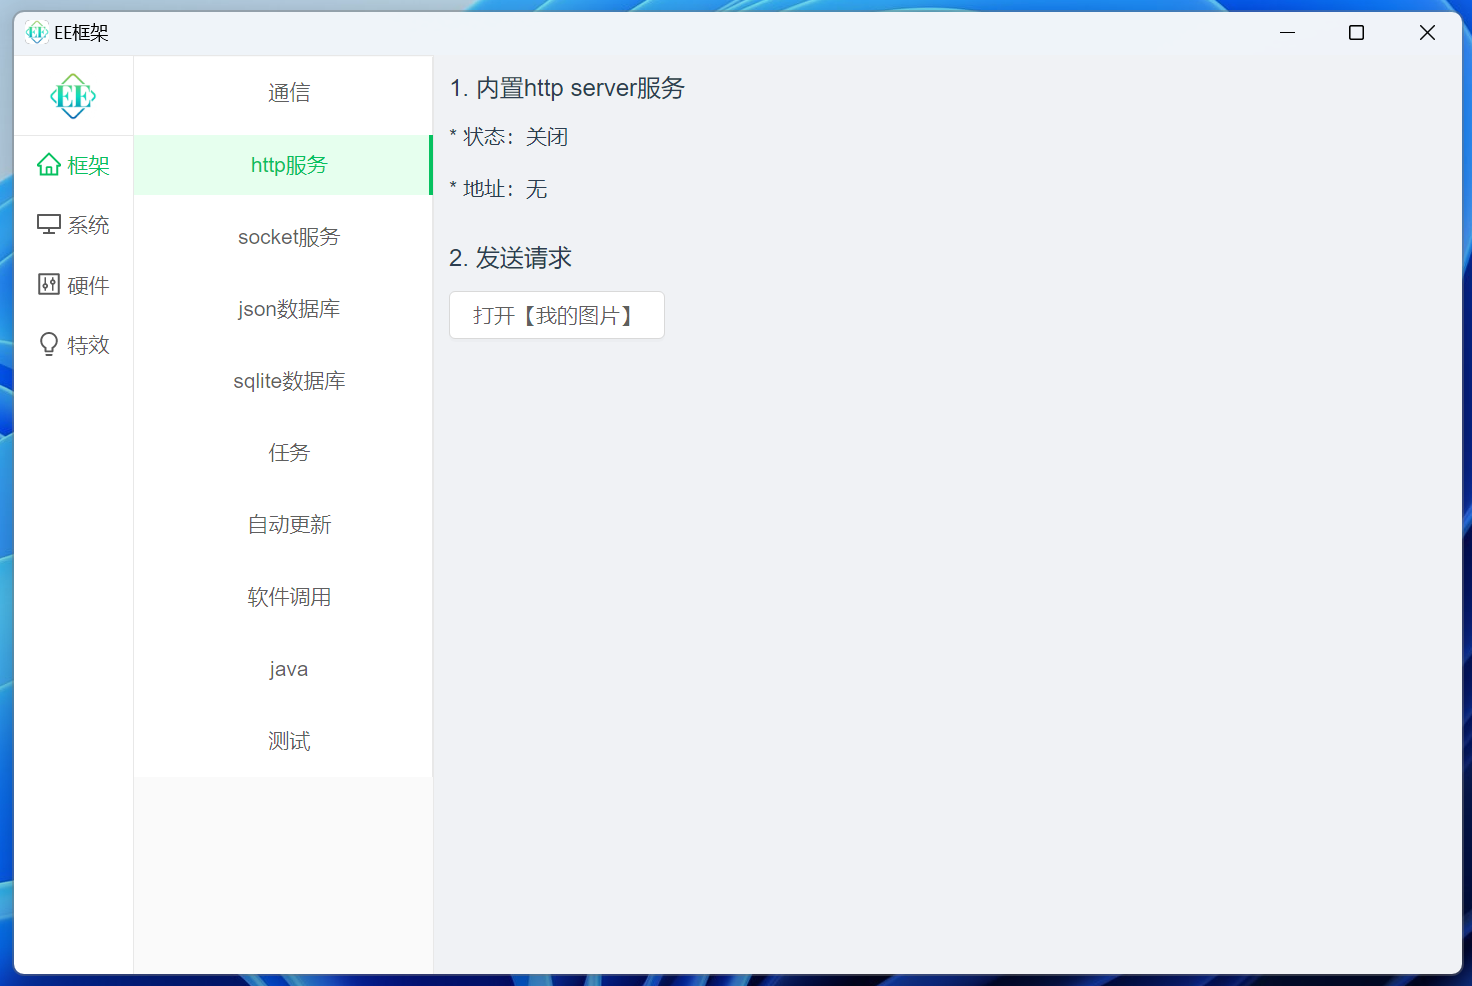 EE框架
EE
框架
系统
硬件
特效
通信
http服务
socket服务
json数据库
sqlite数据库
任务
自动更新
软件调用
java
测试
1. 内置http server服务
* 状态：关闭
* 地址：无
2. 发送请求
打开【我的图片】